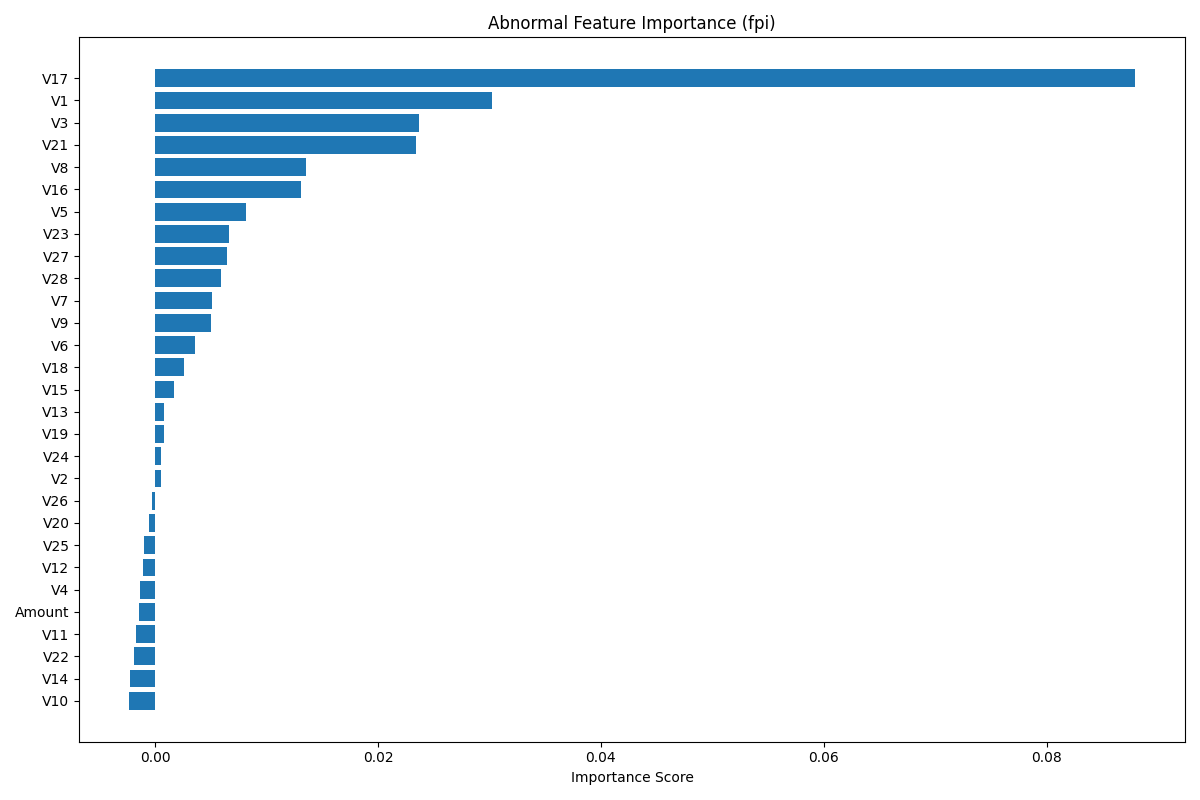 Abnormal Feature Importance (fpi)
V17
V1
V3
V21
V8
V16
V5
V23
V27
V28
V7
V9
V6
V18
V15
V13
V19
V24
V2
V26
V20
V25
V12
V4
Amount
V11
V22
V14
V10
0.00 0.02 0.04 0.06 0.08
Importance Score